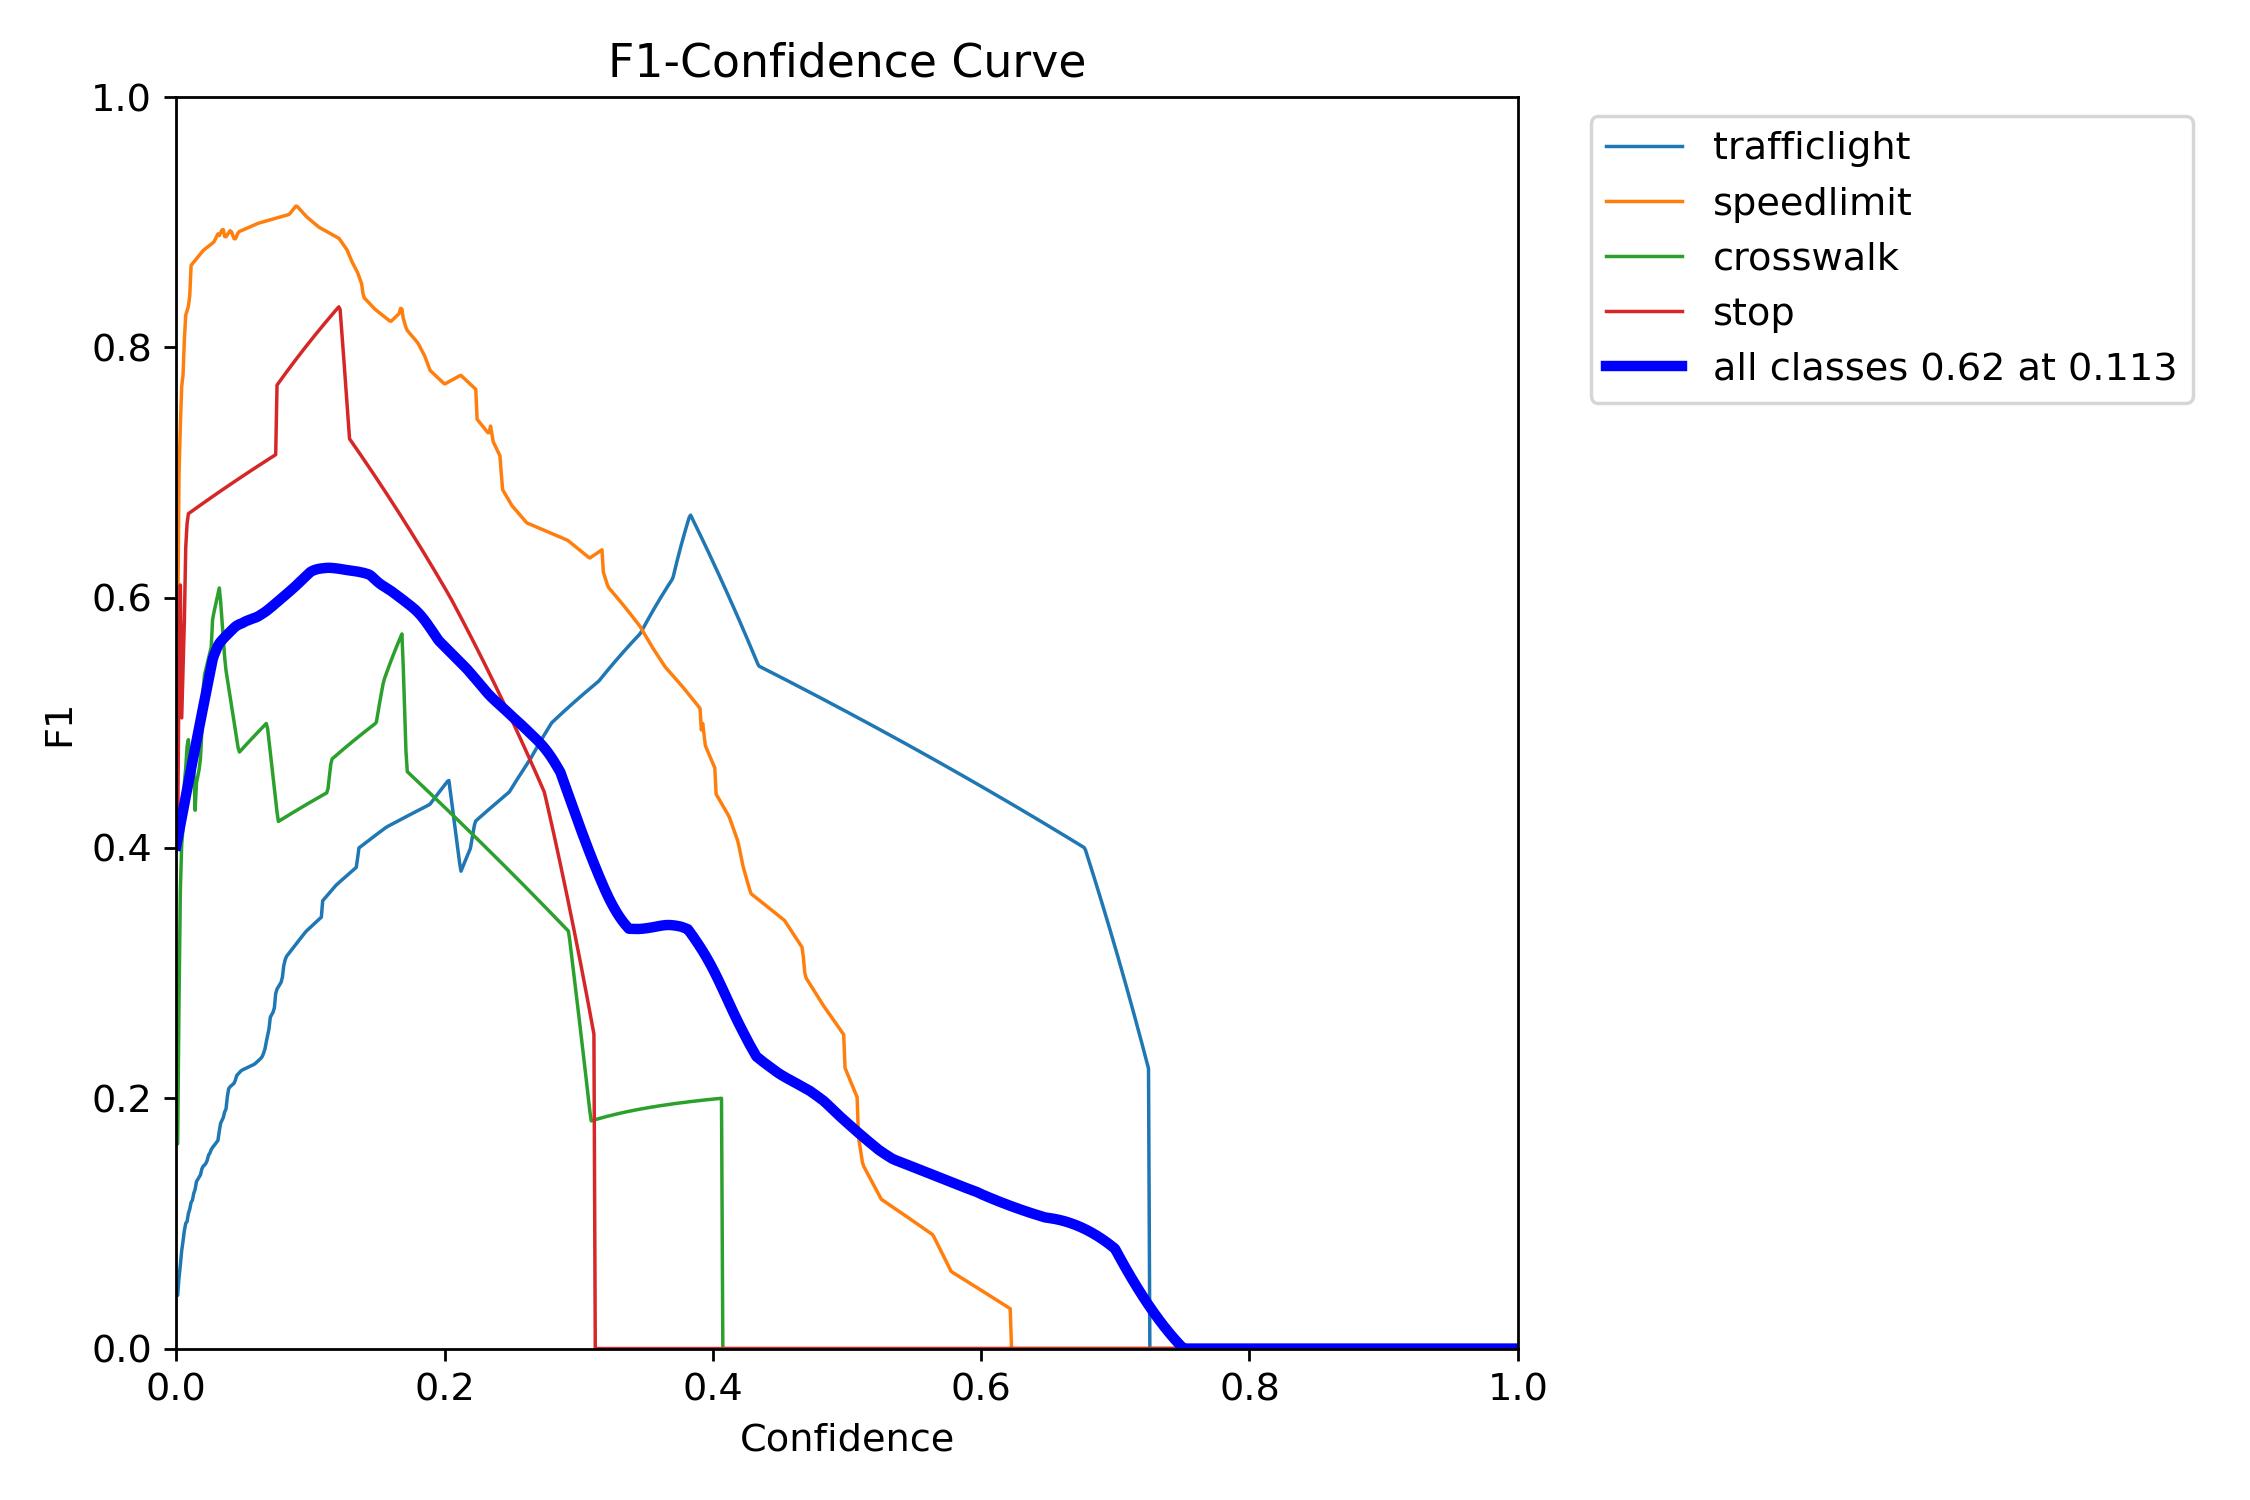 F1-Confidence Curve
1.0
0.8
0.6
0.4
0.2
0.0
F1
0.0 0.2 0.4 0.6 0.8 1.0
Confidence
trafficlight
speedlimit
crosswalk
stop
all classes 0.62 at 0.113